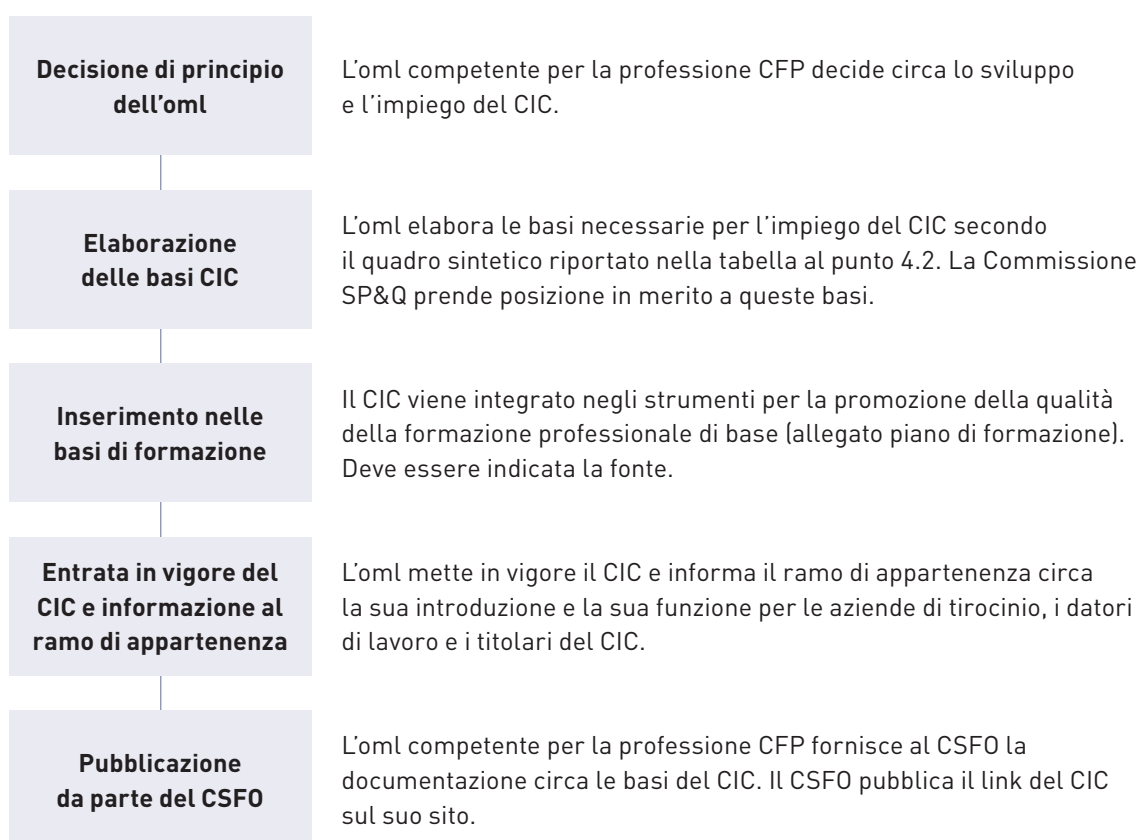 Decisione di principio
dell'oml
L'oml competente per la professione CFP decide circa lo sviluppo
e l'impiego del CIC.
Elaborazione
delle basi CIC
L'oml elabora le basi necessarie per l'impiego del CIC secondo
il quadro sintetico riportato nella tabella al punto 4.2. La Commissione
SP&Q prende posizione in merito a queste basi.
Inserimento nelle
basi di formazione
Il CIC viene integrato negli strumenti per la promozione della qualità
della formazione professionale di base (allegato piano di formazione).
Deve essere indicata la fonte.
Entrata in vigore del
CIC e informazione al
ramo di appartenenza
L'oml mette in vigore il CIC e informa il ramo di appartenenza circa
la sua introduzione e la sua funzione per le aziende di tirocinio, i datori
di lavoro e i titolari del CIC.
Pubblicazione
da parte del CSFO
L'oml competente per la professione CFP fornisce al CSFO la
documentazione circa le basi del CIC. Il CSFO pubblica il link del CIC
sul suo sito.